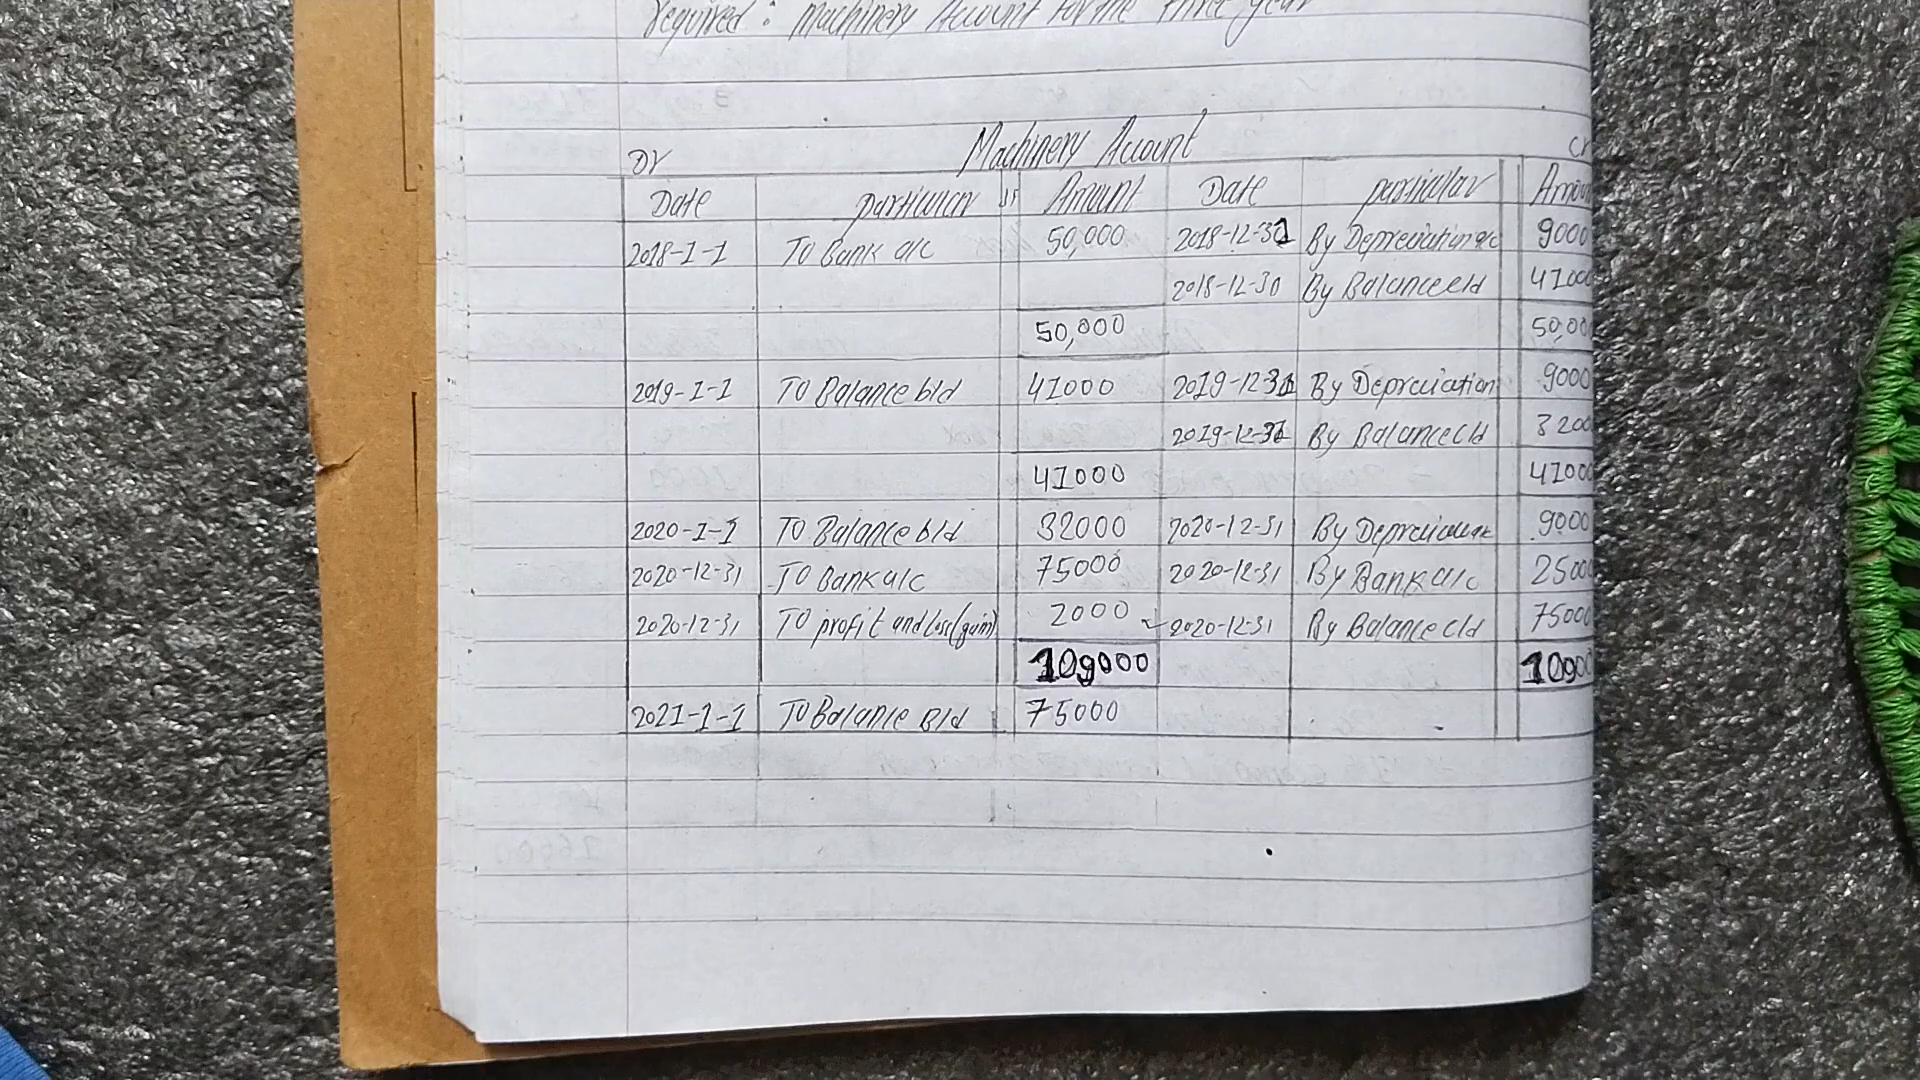 required : Machinery Account for the three year
Machinery Account
Dr Cr
Date particular Amount Date particular
2018-1-1 To Bank a/c 50,000 2018-12-31 By Depreciation a/c 9000
2018-12-30 By Balance c/d 41000
50,000 50,00
2019-1-1 To Balance b/d 41000 2019-12-31 By Depreciation 9000
2019-12-31 By Balance c/d 3200
41000 41000
2020-1-1 To Balance b/d 32000 2020-12-31 By 9000
2020-12-31 To Bank a/c 75000 2020-12-31 By Bank a/c 25000
2020-12-31 To profit and loss (gain) 2000 2020-12-31 By Balance c/d 75000
109000 1090
2021-1-1 To Balance B/d 75000